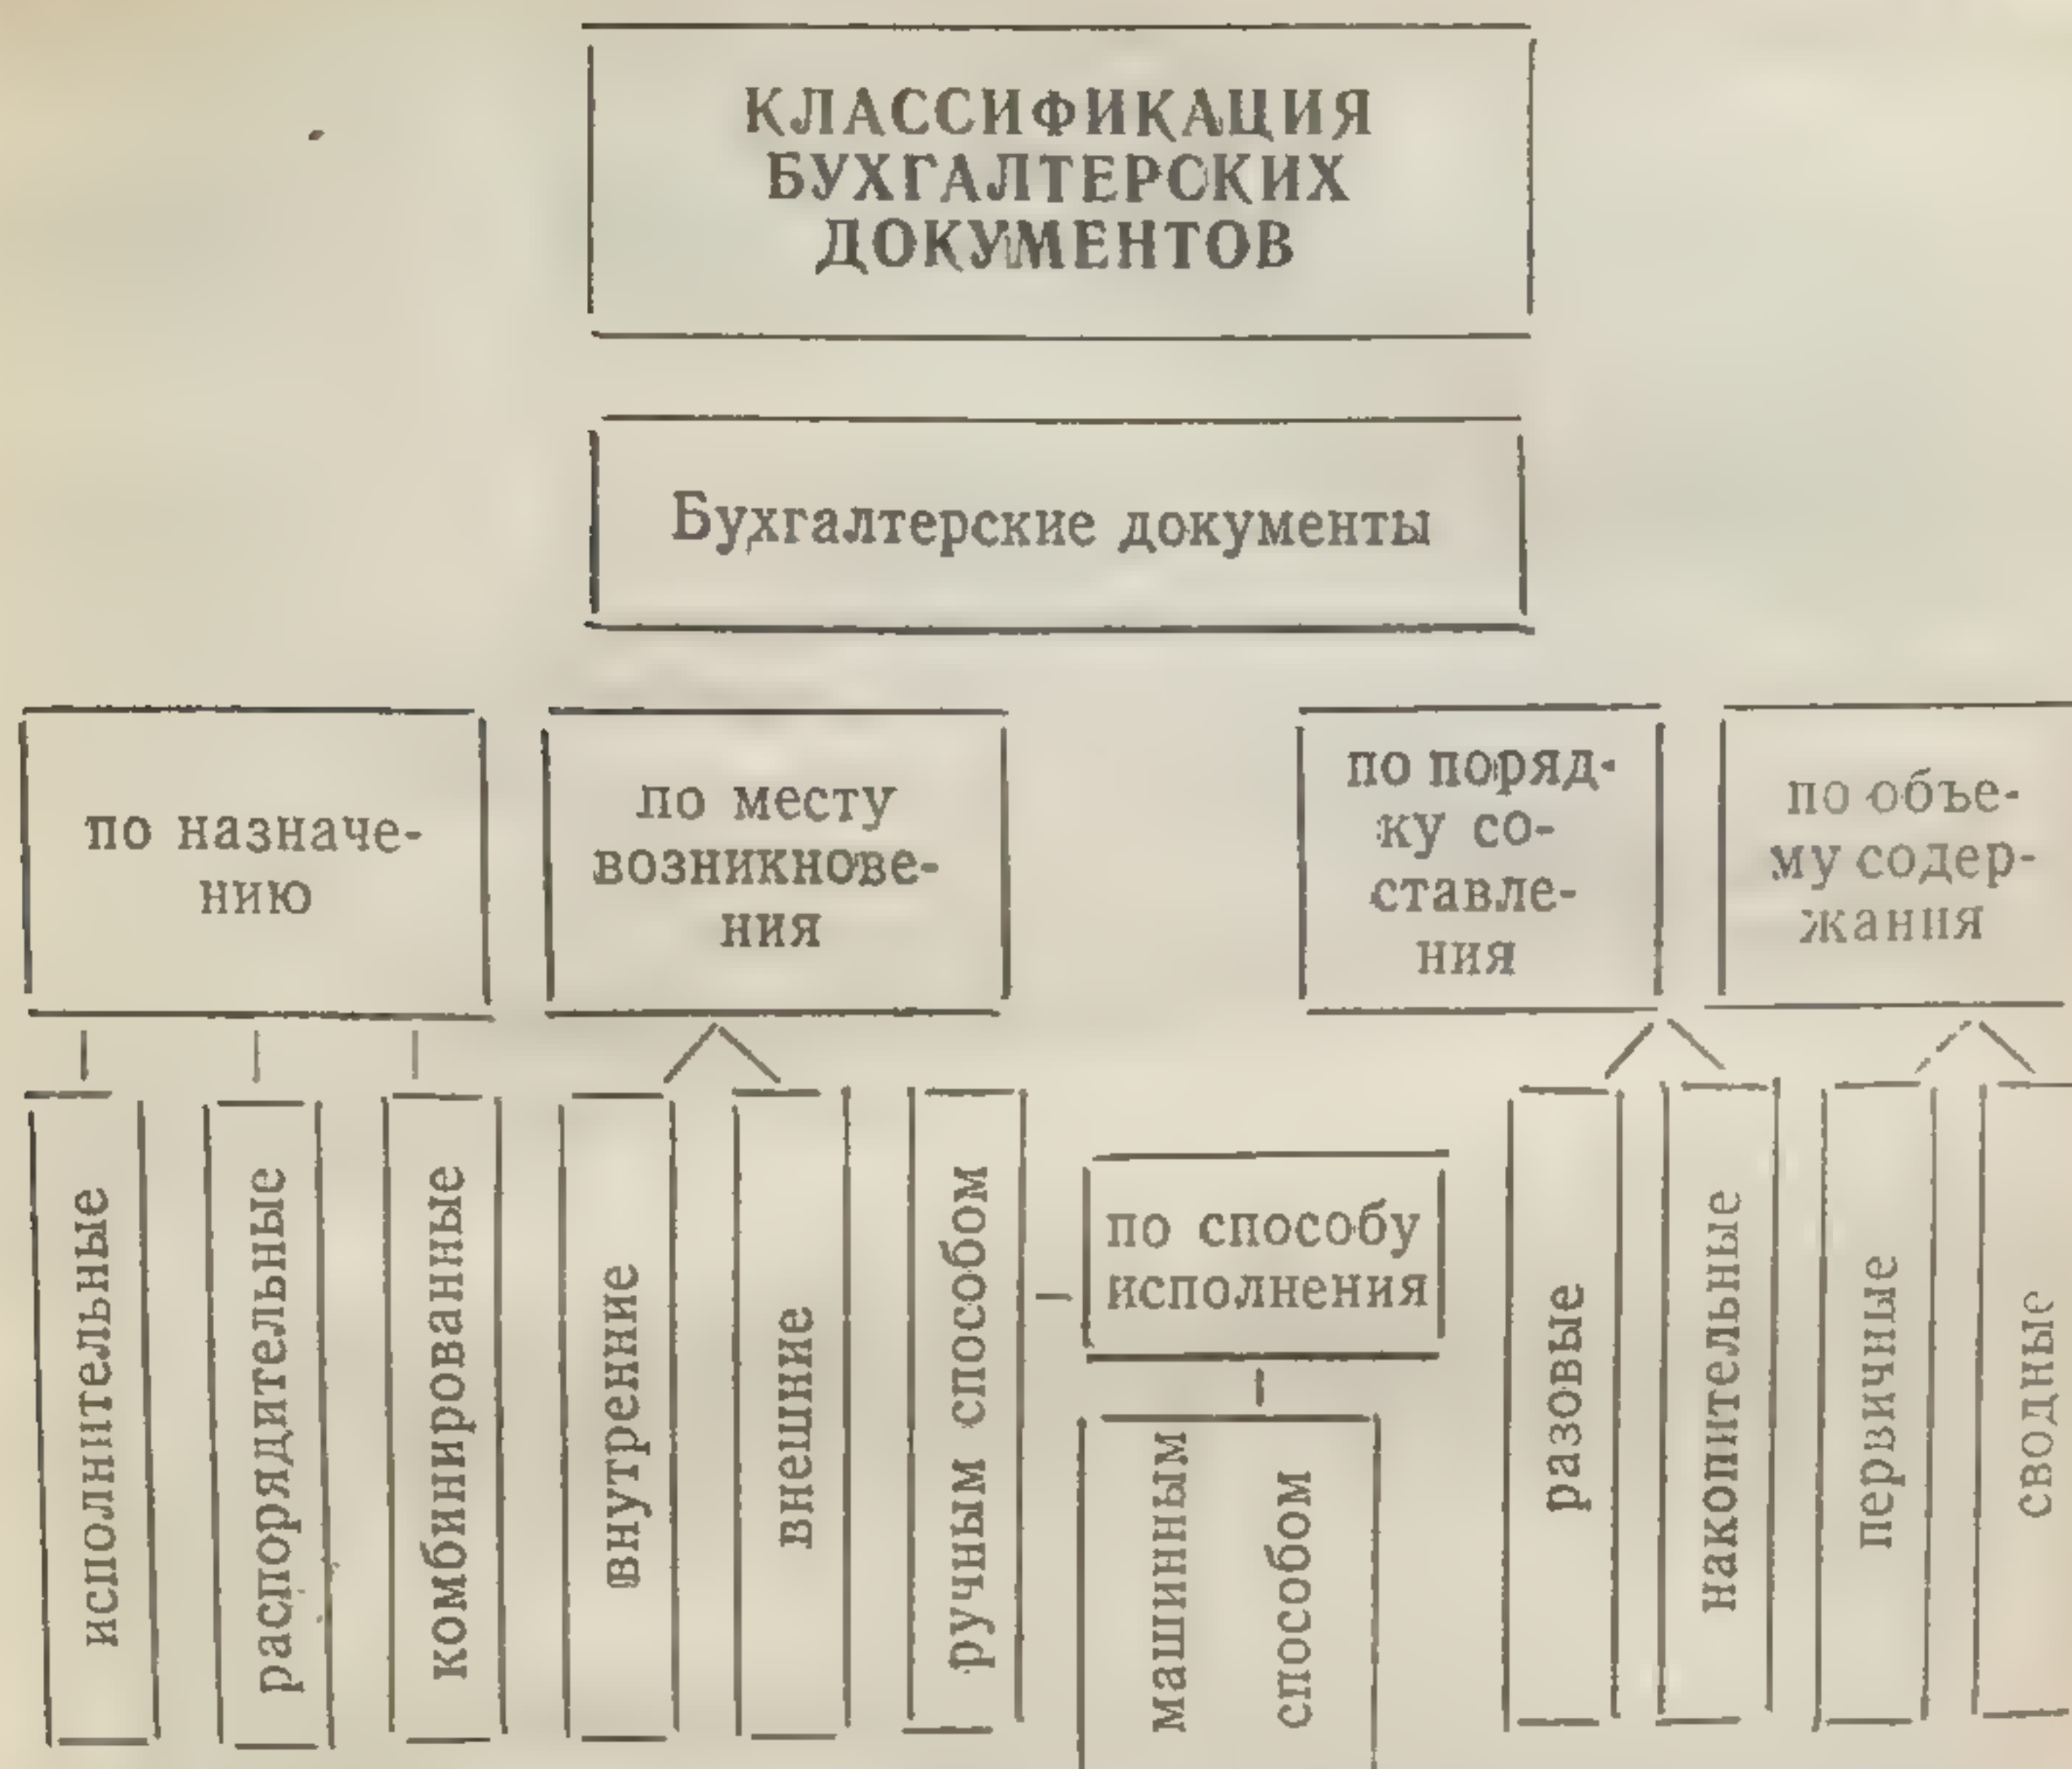 КЛАССИФИКАЦИЯ
БУХГАЛТЕРСКИХ
ДОКУМЕНТОВ
Бухгалтерские документы
по назначе-
нию
по месту
возникнове-
ния
по поряд-
ку со-
ставле-
ния
по объе-
му содер-
жания
исполнительные
распорядительные
комбинированные
внутренние
внешние
ручным способом
по способу
исполнения
машинным
способом
разовые
накопительные
первичные
сводные